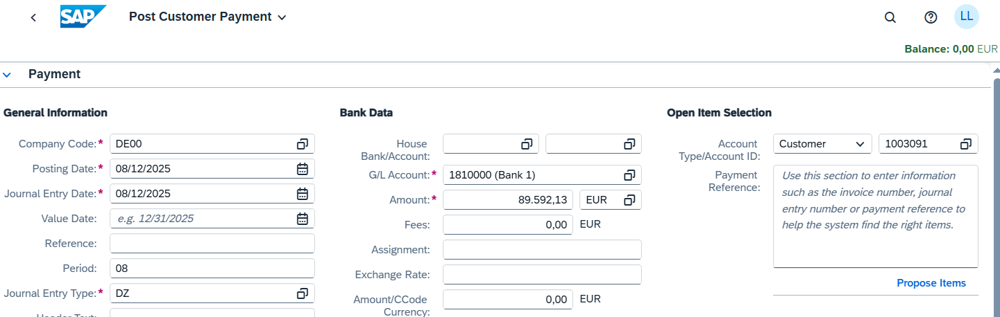 SAP Post Customer Payment
LL
Balance: 0,00 EUR
Payment
General Information
Company Code:* DE00
Posting Date:* 08/12/2025
Journal Entry Date:* 08/12/2025
Value Date: e.g. 12/31/2025
Reference:
Period: 08
Journal Entry Type:* DZ
Header Text:
Bank Data
House
Bank/Account:
G/L Account:* 1810000 (Bank 1)
Amount:* 89.592,13 EUR
Fees: 0,00 EUR
Assignment:
Exchange Rate:
Amount/CCode 0,00 EUR
Currency:
Open Item Selection
Account Customer 1003091
Type/Account ID:
Payment
Reference:
Use this section to enter information
such as the invoice number, journal
entry number or payment reference to
help the system find the right items.
Propose Items